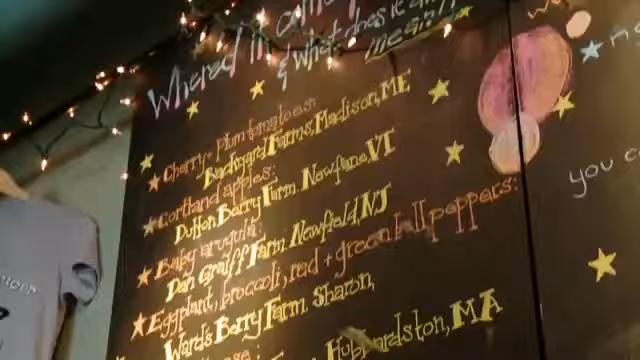 Where'd it come
& what does it all
mean?!
Cherry + plum tomatoes:
Backyard Farms, Madison, ME
Cortland apples:
Dutton Berry Farm. Newfane, VT
Baby arugula:
Dan Graiff Farm. Newfield, NJ
Eggplant, broccoli, red + green bell peppers:
Ward's Berry Farm. Sharon,
Hubbardston, MA
you c